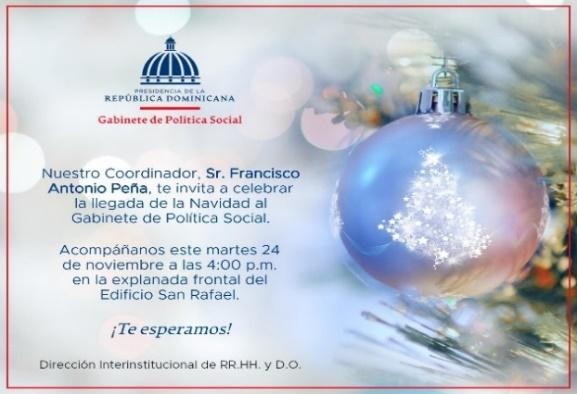 PRESIDENCIA DE LA
REPÚBLICA DOMINICANA
Gabinete de Política Social
Nuestro Coordinador, Sr. Francisco
Antonio Peña, te invita a celebrar
la llegada de la Navidad al
Gabinete de Política Social.
Acompáñanos este martes 24
de noviembre a las 4:00 p.m.
en la explanada frontal del
Edificio San Rafael.
¡Te esperamos!
Dirección Interinstitucional de RR.HH. y D.O.